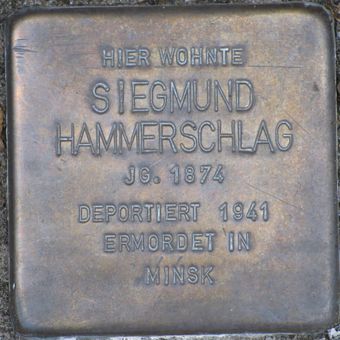 HIER WOHNTE
SIEGMUND
HAMMERSCHLAG
JG. 1874
DEPORTIERT 1941
ERMORDET IN
MINSK